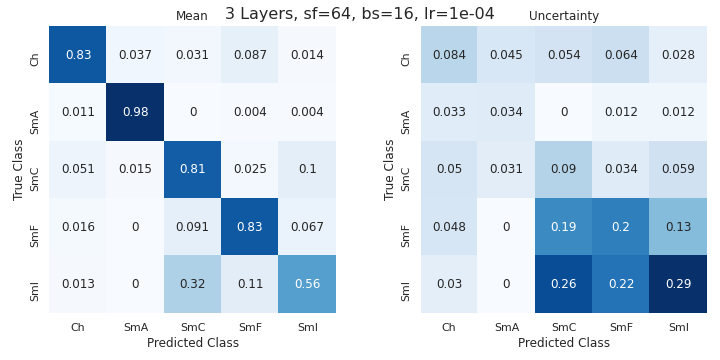 3 Layers, sf=64, bs=16, lr=1e-04
Mean
True Class
Ch 0.83 0.037 0.031 0.087 0.014
SmA 0.011 0.98 0 0.004 0.004
SmC 0.051 0.015 0.81 0.025 0.1
SmF 0.016 0 0.091 0.83 0.067
SmI 0.013 0 0.32 0.11 0.56
Ch SmA SmC SmF SmI
Predicted Class
Uncertainty
True Class
Ch 0.084 0.045 0.054 0.064 0.028
SmA 0.033 0.034 0 0.012 0.012
SmC 0.05 0.031 0.09 0.034 0.059
SmF 0.048 0 0.19 0.2 0.13
SmI 0.03 0 0.26 0.22 0.29
Ch SmA SmC SmF SmI
Predicted Class